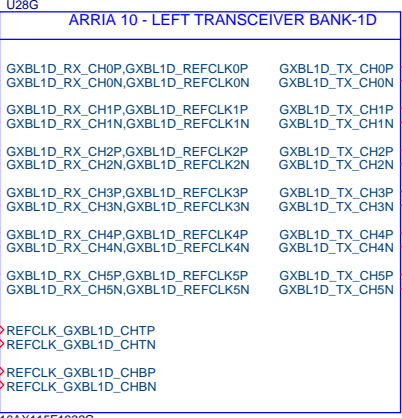 U28G
ARRIA 10 - LEFT TRANSCEIVER BANK-1D
GXBL1D_RX_CH0P,GXBL1D_REFCLK0P GXBL1D_TX_CH0P
GXBL1D_RX_CH0N,GXBL1D_REFCLK0N GXBL1D_TX_CH0N
GXBL1D_RX_CH1P,GXBL1D_REFCLK1P GXBL1D_TX_CH1P
GXBL1D_RX_CH1N,GXBL1D_REFCLK1N GXBL1D_TX_CH1N
GXBL1D_RX_CH2P,GXBL1D_REFCLK2P GXBL1D_TX_CH2P
GXBL1D_RX_CH2N,GXBL1D_REFCLK2N GXBL1D_TX_CH2N
GXBL1D_RX_CH3P,GXBL1D_REFCLK3P GXBL1D_TX_CH3P
GXBL1D_RX_CH3N,GXBL1D_REFCLK3N GXBL1D_TX_CH3N
GXBL1D_RX_CH4P,GXBL1D_REFCLK4P GXBL1D_TX_CH4P
GXBL1D_RX_CH4N,GXBL1D_REFCLK4N GXBL1D_TX_CH4N
GXBL1D_RX_CH5P,GXBL1D_REFCLK5P GXBL1D_TX_CH5P
GXBL1D_RX_CH5N,GXBL1D_REFCLK5N GXBL1D_TX_CH5N
REFCLK_GXBL1D_CHTP
REFCLK_GXBL1D_CHTN
REFCLK_GXBL1D_CHBP
REFCLK_GXBL1D_CHBN